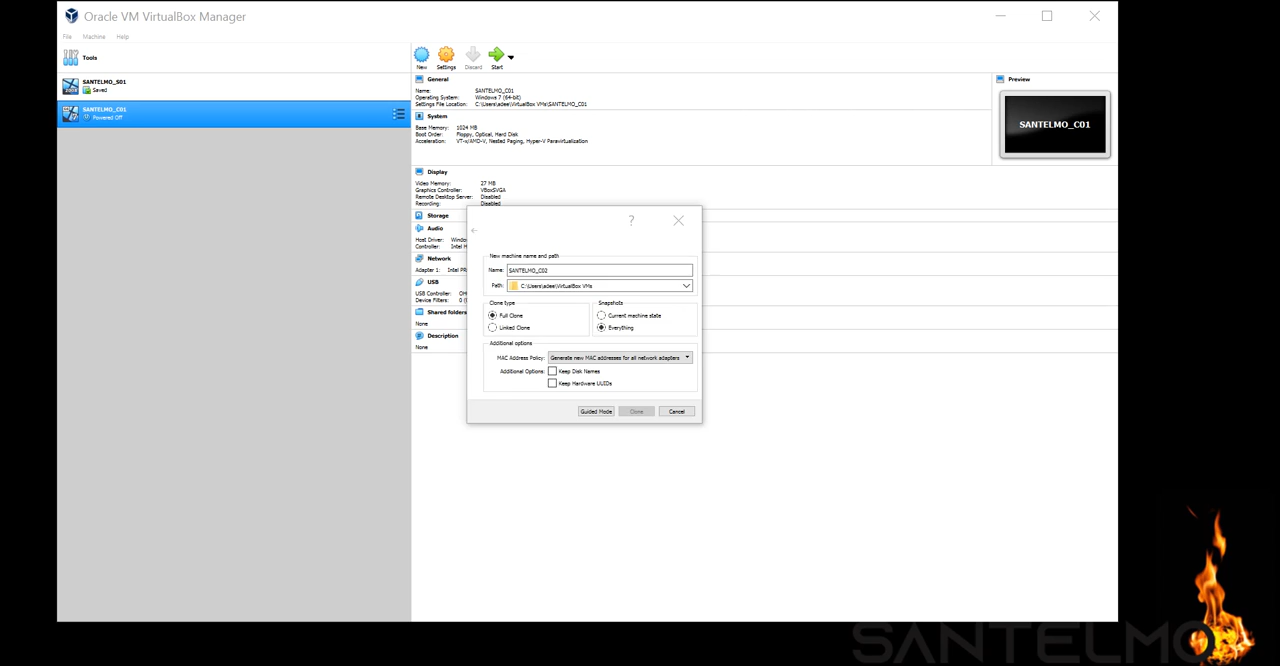 Oracle VM VirtualBox Manager
File Machine Help
Tools
SANTELMO_S01
Saved
SANTELMO_C01
Powered Off
New Settings Discard Start
General
Name: SANTELMO_C01
Operating System: Windows 7 (64-bit)
Settings File Location: C:\Users\adee\VirtualBox VMs\SANTELMO_C01
Preview
SANTELMO_C01
System
Base Memory: 1024 MB
Boot Order: Floppy, Optical, Hard Disk
Acceleration: VT-x/AMD-V, Nested Paging, Hyper-V Paravirtualization
Display
Video Memory: 27 MB
Graphics Controller: VBoxSVGA
Remote Desktop Server: Disabled
Recording: Disabled
Storage
Audio
Host Driver: Windo
Controller: Intel H
Network
Adapter 1: Intel PR
USB
USB Controller: OH
Device Filters: 0 (
Shared folders
None
Description
None
?
New machine name and path
Name: SANTELMO_C02
Path: C:\Users\adee\VirtualBox VMs
Clone type
Full Clone
Linked Clone
Snapshots
Current machine state
Everything
Additional options
MAC Address Policy: Generate new MAC addresses for all network adapters
Additional Options: Keep Disk Names
Keep Hardware UUIDs
Guided Mode Clone Cancel
SANTELMO